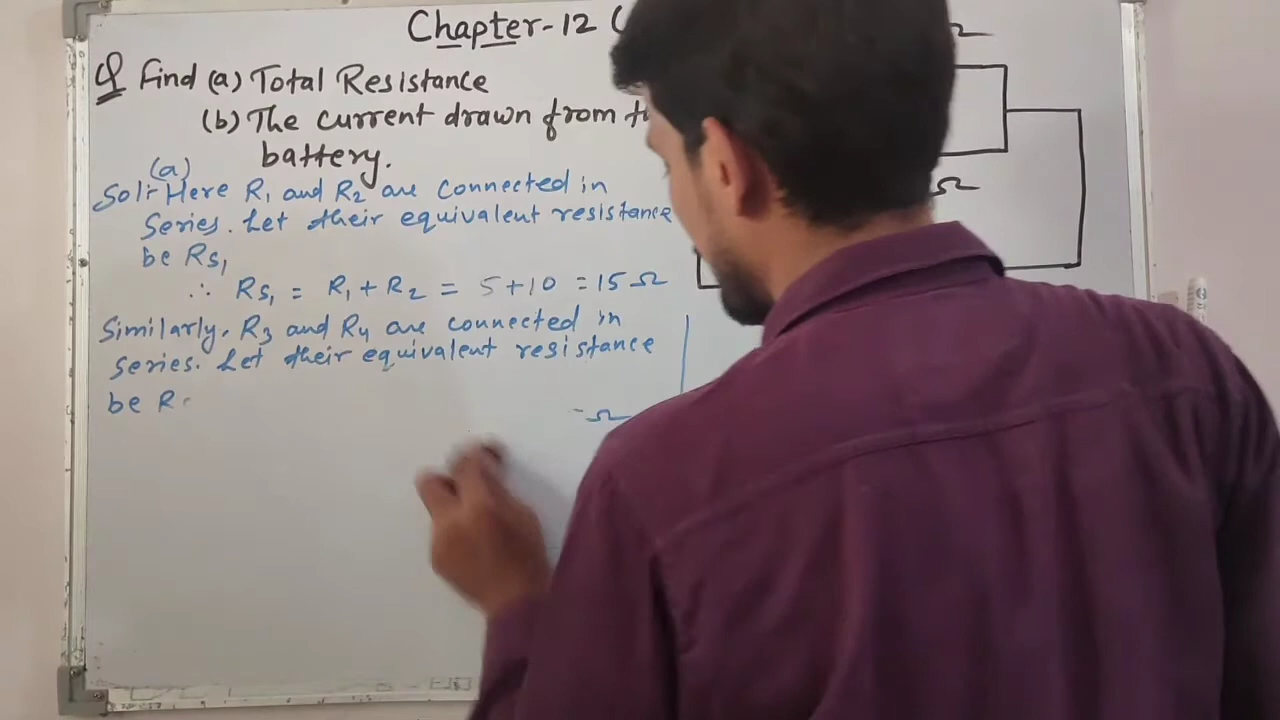 Chapter-12 (
Q Find (a) Total Resistance
(b) The current drawn from
battery.
(a)
Sol:- Here R1 and R2 are connected in
Series. Let their equivalent resistance
be Rs1
∴ Rs1 = R1 + R2 = 5+10 = 15 Ω
Similarly, R3 and R4 are connected in
series. Let their equivalent resistance
be R
Ω
Ω
Ω